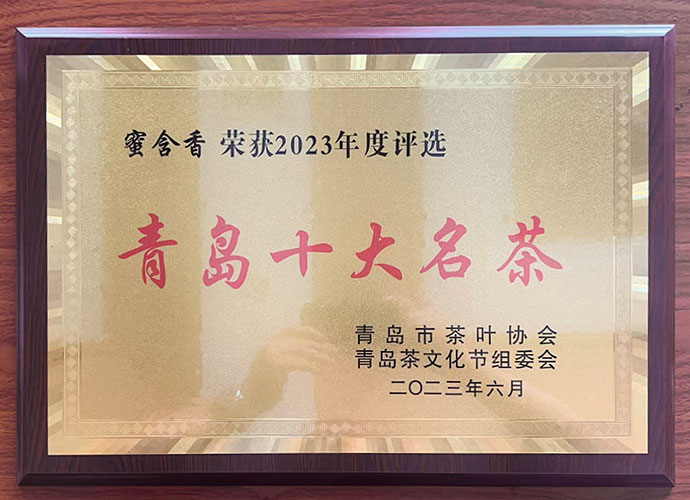 蜜含香 荣获2023年度评选
青岛十大名茶
青岛市茶叶协会
青岛茶文化节组委会
二〇二三年六月